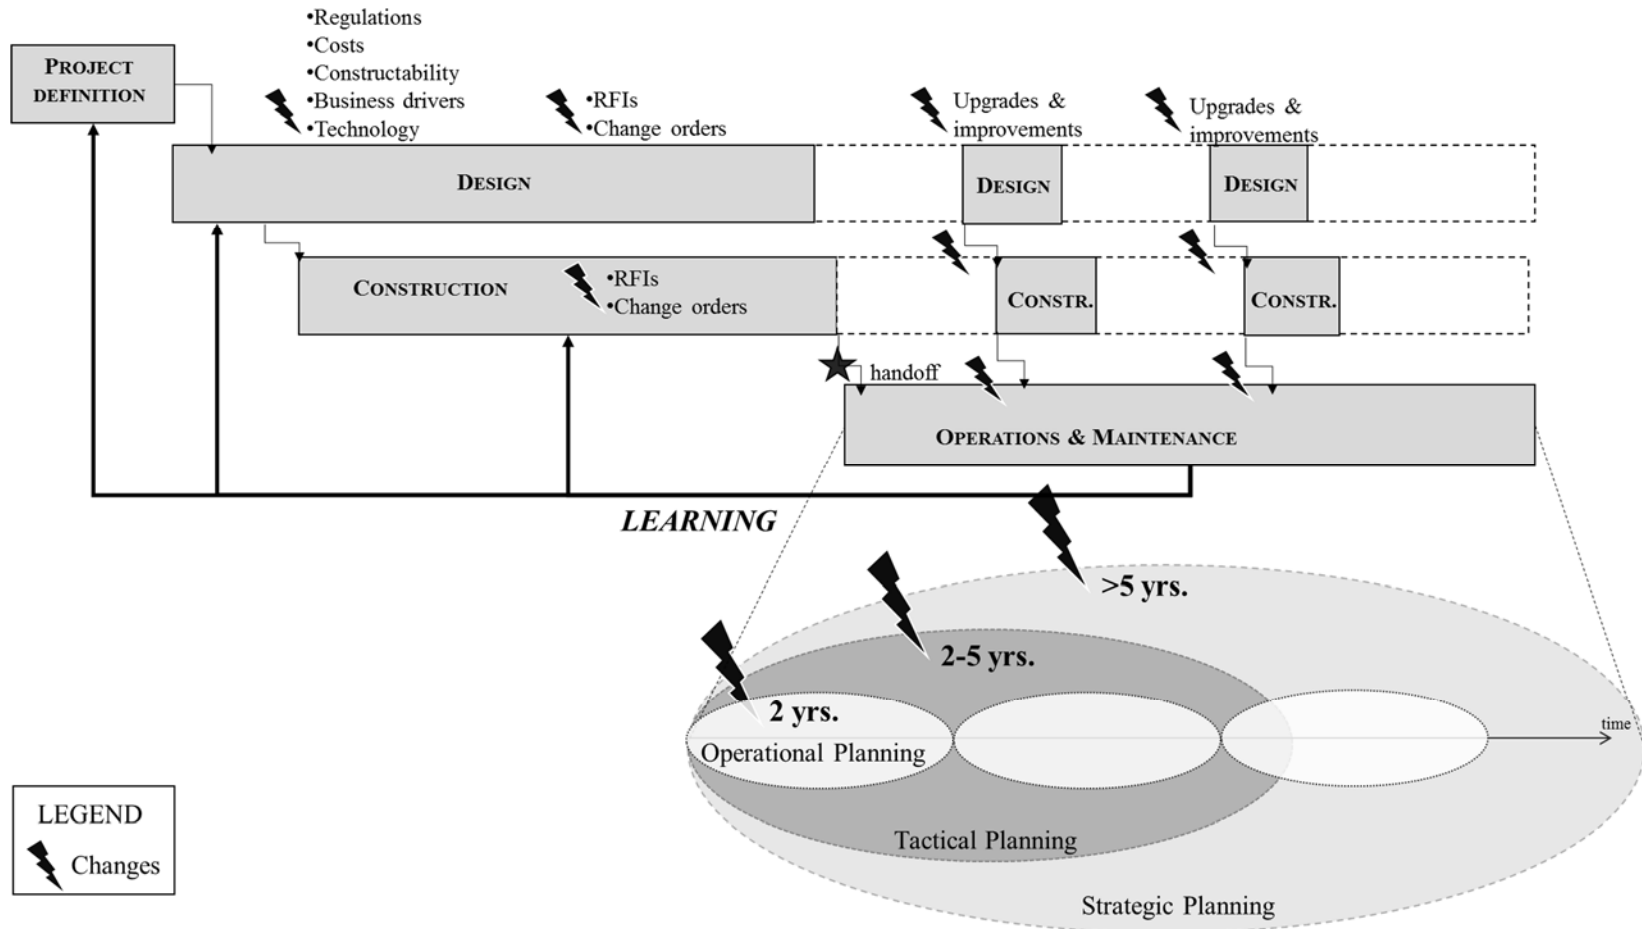 •Regulations
•Costs
•Constructability
•Business drivers
•Technology
PROJECT
DEFINITION
•RFIs
•Change orders
Upgrades &
improvements
Upgrades &
improvements
DESIGN
DESIGN
DESIGN
CONSTRUCTION
•RFIs
•Change orders
CONSTR.
CONSTR.
handoff
OPERATIONS & MAINTENANCE
LEARNING
>5 yrs.
2-5 yrs.
2 yrs.
time
Operational Planning
Tactical Planning
Strategic Planning
LEGEND
Changes